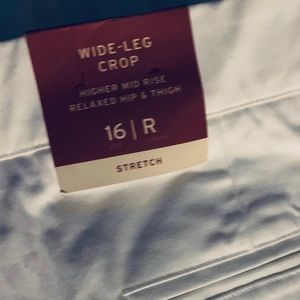 WIDE-LEG
CROP
HIGHER MID RISE
RELAXED HIP & THIGH
16 | R
STRETCH